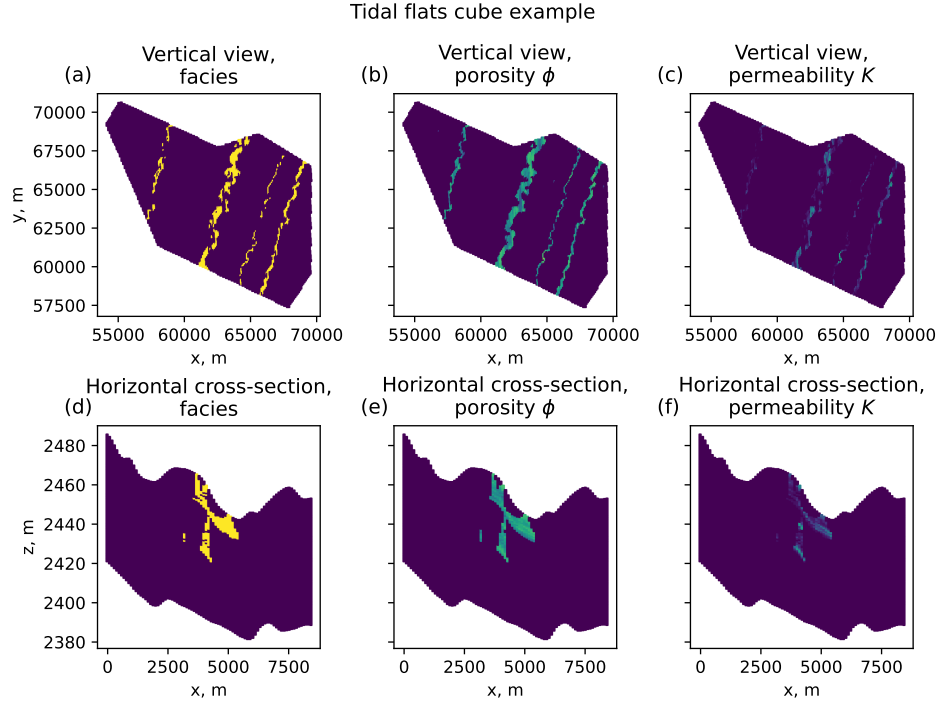 Tidal flats cube example
(a)
Vertical view,
facies
(b)
Vertical view,
porosity ϕ
(c)
Vertical view,
permeability K
70000
67500
65000
62500
60000
57500
y, m
55000 60000 65000 70000
x, m
55000 60000 65000 70000
x, m
55000 60000 65000 70000
x, m
(d)
Horizontal cross-section,
facies
(e)
Horizontal cross-section,
porosity ϕ
(f)
Horizontal cross-section,
permeability K
2480
2460
2440
2420
2400
2380
z, m
0 2500 5000 7500
x, m
0 2500 5000 7500
x, m
0 2500 5000 7500
x, m